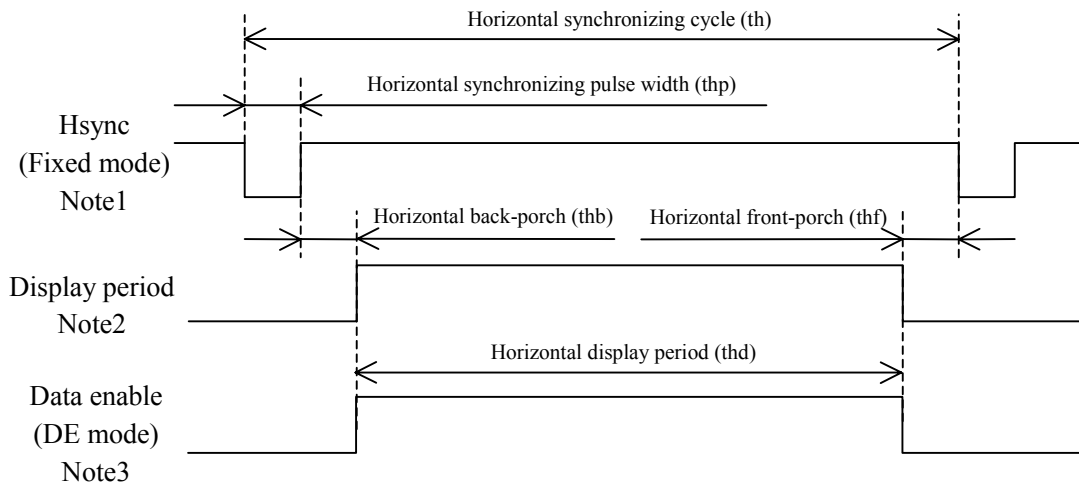 Horizontal synchronizing cycle (th)
Horizontal synchronizing pulse width (thp)
Hsync
(Fixed mode)
Note1
Horizontal back-porch (thb)
Horizontal front-porch (thf)
Display period
Note2
Horizontal display period (thd)
Data enable
(DE mode)
Note3